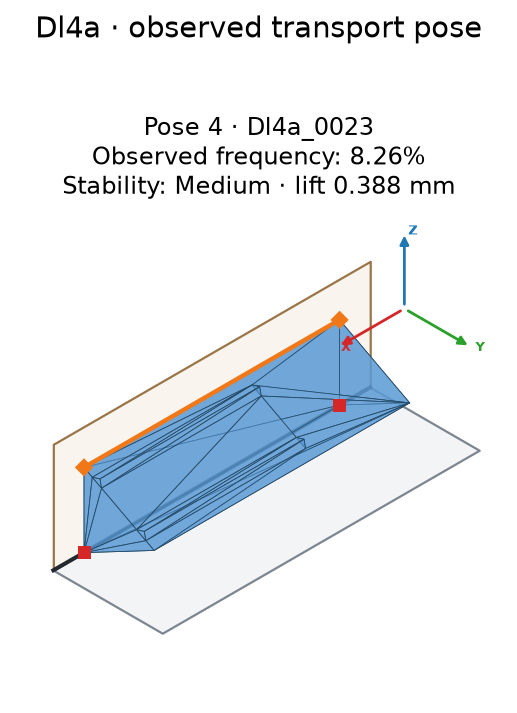 Dl4a · observed transport pose
Pose 4 · Dl4a_0023
Observed frequency: 8.26%
Stability: Medium · lift 0.388 mm
Z
X
Y